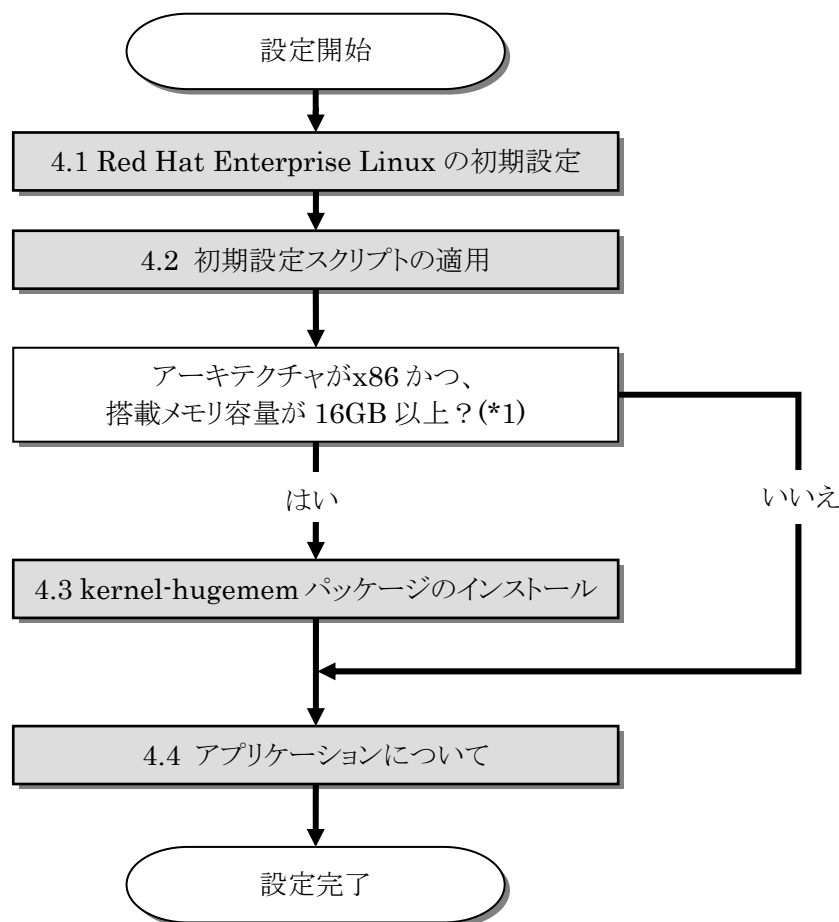 設定開始
4.1 Red Hat Enterprise Linux の初期設定
4.2 初期設定スクリプトの適用
アーキテクチャがx86 かつ、
搭載メモリ容量が 16GB 以上？(*1)
はい
いいえ
4.3 kernel-hugemem パッケージのインストール
4.4 アプリケーションについて
設定完了